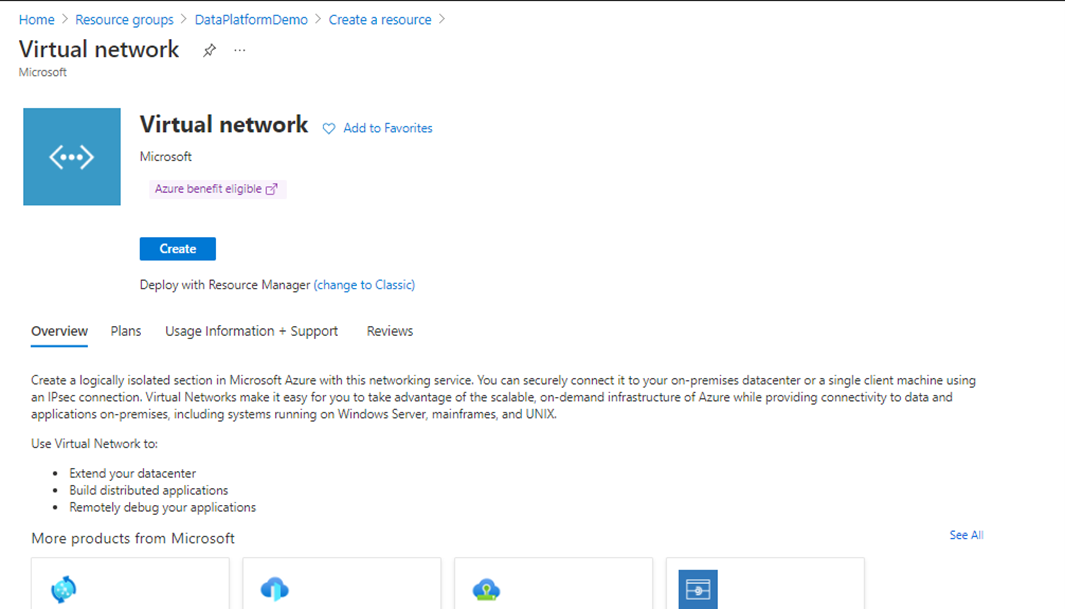 Home > Resource groups > DataPlatformDemo > Create a resource >
Virtual network ...
Microsoft
Virtual network Add to Favorites
Microsoft
Azure benefit eligible
Create
Deploy with Resource Manager (change to Classic)
Overview Plans Usage Information + Support Reviews
Create a logically isolated section in Microsoft Azure with this networking service. You can securely connect it to your on-premises datacenter or a single client machine using
an IPsec connection. Virtual Networks make it easy for you to take advantage of the scalable, on-demand infrastructure of Azure while providing connectivity to data and
applications on-premises, including systems running on Windows Server, mainframes, and UNIX.
Use Virtual Network to:
• Extend your datacenter
• Build distributed applications
• Remotely debug your applications
More products from Microsoft See All